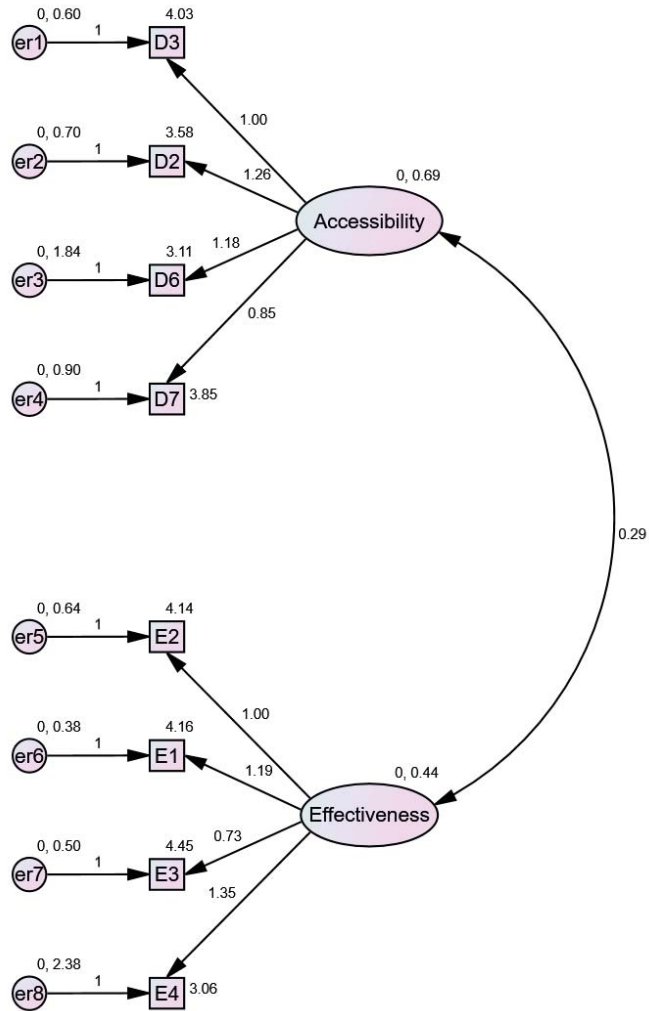 0, 0.60
4.03
er1
1
D3
1.00
0, 0.70
3.58
er2
1
D2
1.26
0, 0.69
Accessibility
0, 1.84
3.11
1.18
er3
1
D6
0.85
0, 0.90
er4
1
D7
3.85
0.29
0, 0.64
4.14
er5
1
E2
1.00
0, 0.38
4.16
er6
1
E1
1.19
0, 0.44
Effectiveness
0, 0.50
4.45
0.73
er7
1
E3
1.35
0, 2.38
er8
1
E4
3.06